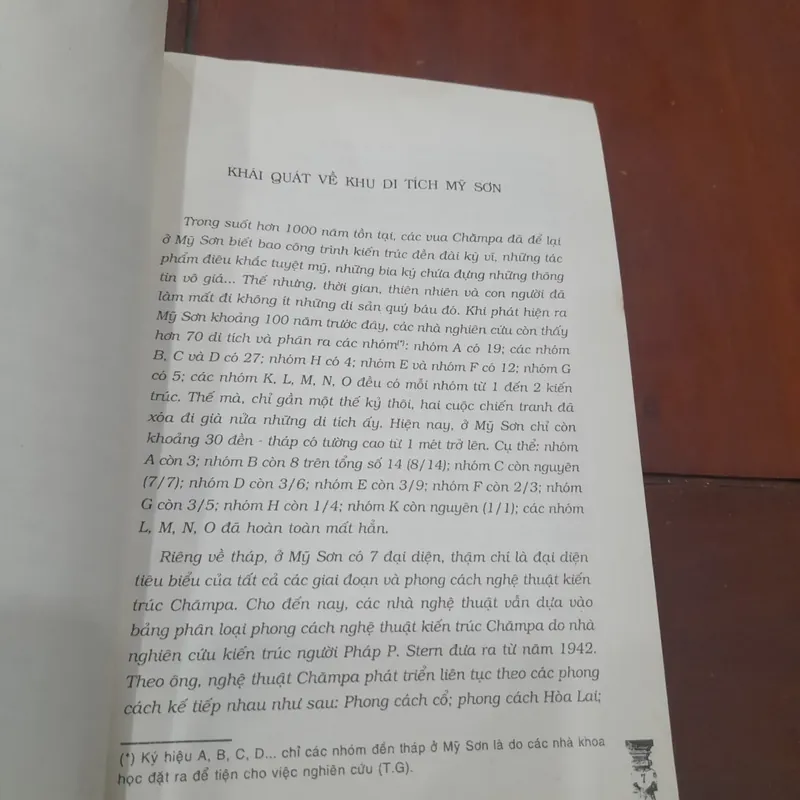 KHÁI QUÁT VỀ KHU DI TÍCH MỸ SƠN
Trong suốt hơn 1000 năm tồn tại, các vua Chămpa đã để lại
ở Mỹ Sơn biết bao công trình kiến trúc đền đài kỳ vĩ, những tác
phẩm điêu khắc tuyệt mỹ, những bia ký chứa đựng những thông
tin vô giá... Thế nhưng, thời gian, thiên nhiên và con người đã
làm mất đi không ít những di sản quý báu đó. Khi phát hiện ra
Mỹ Sơn khoảng 100 năm trước đây, các nhà nghiên cứu còn thấy
hơn 70 di tích và phân ra các nhóm(*): nhóm A có 19; các nhóm
B, C và D có 27; nhóm H có 4; nhóm E và nhóm F có 12; nhóm G
có 5; các nhóm K, L, M, N, O đều có mỗi nhóm từ 1 đến 2 kiến
trúc. Thế mà, chỉ gần một thế kỷ thôi, hai cuộc chiến tranh đã
xóa đi già nửa những di tích ấy. Hiện nay, ở Mỹ Sơn chỉ còn
khoảng 30 đền - tháp có tường cao từ 1 mét trở lên. Cụ thể: nhóm
A còn 3; nhóm B còn 8 trên tổng số 14 (8/14); nhóm C còn nguyên
(7/7); nhóm D còn 3/6; nhóm E còn 3/9; nhóm F còn 2/3; nhóm
G còn 3/5; nhóm H còn 1/4; nhóm K còn nguyên (1/1); các nhóm
L, M, N, O đã hoàn toàn mất hẳn.
Riêng về tháp, ở Mỹ Sơn có 7 đại diện, thậm chí là đại diện
tiêu biểu của tất cả các giai đoạn và phong cách nghệ thuật kiến
trúc Chămpa. Cho đến nay, các nhà nghệ thuật vẫn dựa vào
bảng phân loại phong cách nghệ thuật kiến trúc Chămpa do nhà
nghiên cứu kiến trúc người Pháp P. Stern đưa ra từ năm 1942.
Theo ông, nghệ thuật Chămpa phát triển liên tục theo các phong
cách kế tiếp nhau như sau: Phong cách cổ; phong cách Hòa Lai;
(*) Ký hiệu A, B, C, D... chỉ các nhóm đền tháp ở Mỹ Sơn là do các nhà khoa
học đặt ra để tiện cho việc nghiên cứu (T.G).
7